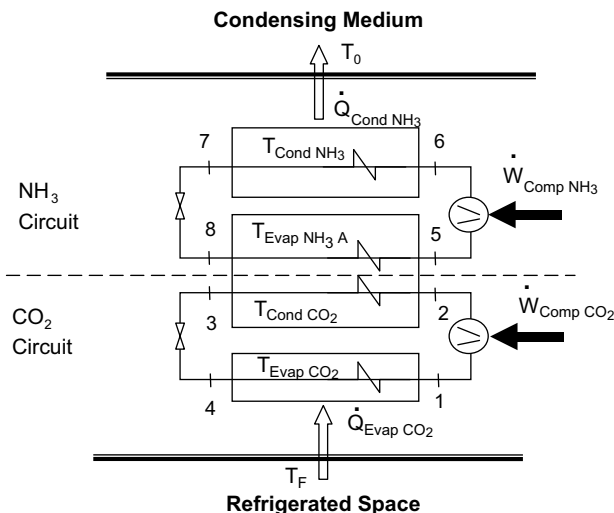 Condensing Medium
T₀
Q̇Cond NH₃
7
TCond NH₃
6
ẆComp NH₃
NH₃
Circuit
8
TEvap NH₃ A
5
3
TCond CO₂
2
ẆComp CO₂
CO₂
Circuit
TEvap CO₂
4
1
Q̇Evap CO₂
TF
Refrigerated Space